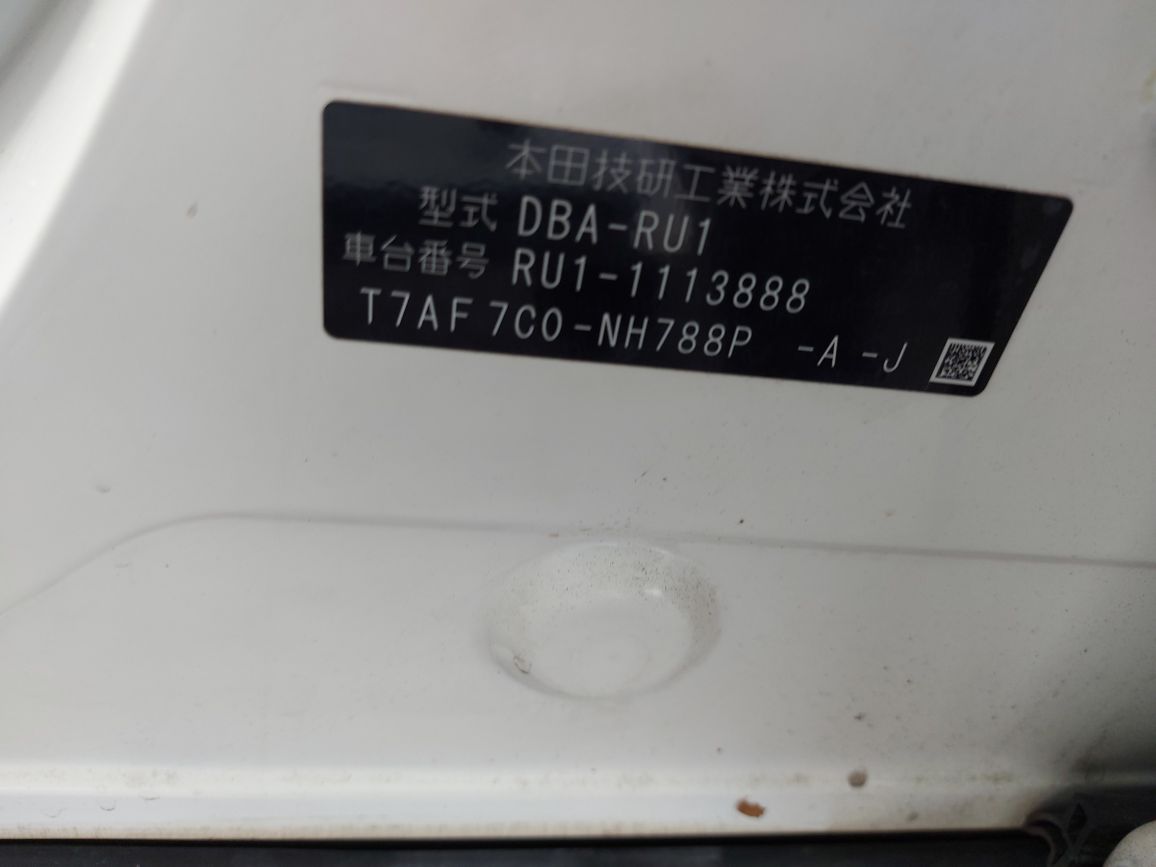 本田技研工業株式会社
型式 DBA-RU1
車台番号 RU1-1113888
T7AF 7C0-NH788P -A -J